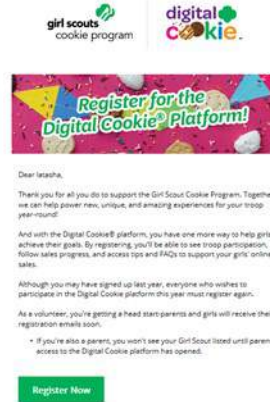 girl scouts
cookie program
digital
cookie
Register for the
Digital Cookie® Platform!
Dear latasha,
Thank you for all you do to support the Girl Scout Cookie Program. Togethe
we can help power new, unique, and amazing experiences for your troop
year-round!
And with the Digital Cookie® platform, you have one more way to help girls
achieve their goals. By registering, you'll be able to see troop participation,
follow sales progress, and access tips and FAQs to support your girls' online
sales.
Although you may have signed up last year, everyone who wishes to
participate in the Digital Cookie platform this year must register again.
As a volunteer, you're getting a head start-parents and girls will receive their
registration emails soon.
• If you're also a parent, you won't see your Girl Scout listed until paren
access to the Digital Cookie platform has opened.
Register Now